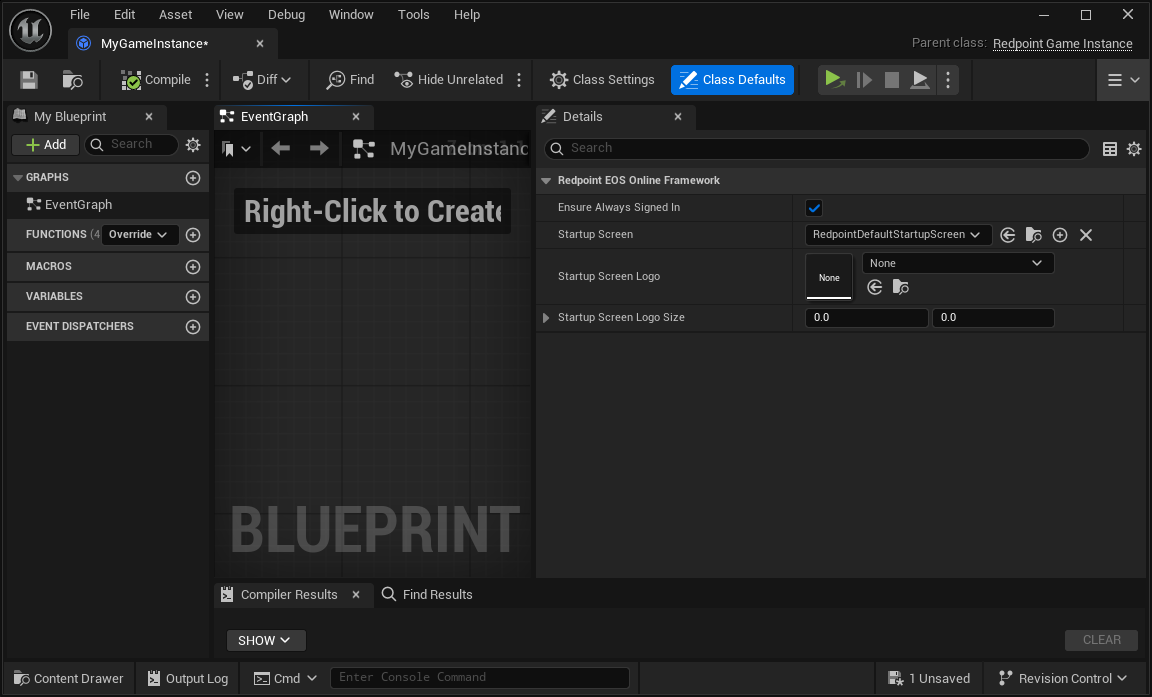 File Edit Asset View Debug Window Tools Help
MyGameInstance*
Parent class: Redpoint Game Instance
Compile Diff Find Hide Unrelated Class Settings Class Defaults
My Blueprint
Add Search
GRAPHS
EventGraph
FUNCTIONS (4 Override
MACROS
VARIABLES
EVENT DISPATCHERS
EventGraph
MyGameInstanc
Right-Click to Create
BLUEPRINT
Details
Search
Redpoint EOS Online Framework
Ensure Always Signed In
Startup Screen RedpointDefaultStartupScreen
Startup Screen Logo None None
Startup Screen Logo Size 0.0 0.0
Compiler Results Find Results
SHOW CLEAR
Content Drawer Output Log Cmd Enter Console Command 1 Unsaved Revision Control